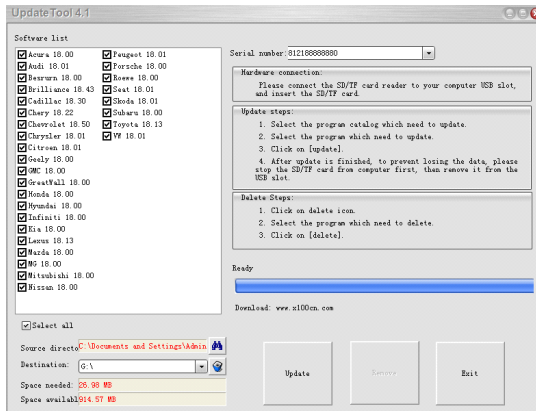 UpdateTool 4.1
Software list
Acura 18.00
Audi 18.01
Besrurn 18.00
Brilliance 18.43
Cadillac 18.30
Chery 18.22
Chevrolet 18.50
Chrysler 18.01
Citroen 18.01
Geely 18.00
GMC 18.00
GreatWall 18.00
Honda 18.00
Hyundai 18.00
Infiniti 18.00
Kia 18.00
Lexus 18.13
Mazda 18.00
MG 18.00
Mitsubishi 18.00
Nissan 18.00
Peugeot 18.01
Porsche 18.00
Roewe 18.00
Seat 18.01
Skoda 18.01
Subaru 18.00
Toyota 18.13
VW 18.01
Select all
Source directo C:\Documents and Settings\Admin
Destination: G:\
Space needed: 26.98 MB
Space availabl 914.57 MB
Serial number: 812188888880
Hardware connection:
Please connect the SD/TF card reader to your computer USB slot,
and insert the SD/TF card.
Update steps:
1. Select the program catalog which need to update.
2. Select the program which need to update.
3. Click on [update].
4. After update is finished, to prevent losing the data, please
stop the SD/TF card from computer first, then remove it from the
USB slot.
Delete Steps:
1. Click on delete icon.
2. Select the program which need to delete.
3. Click on [delete].
Ready
Download: www.x100cn.com
Update
Remove
Exit